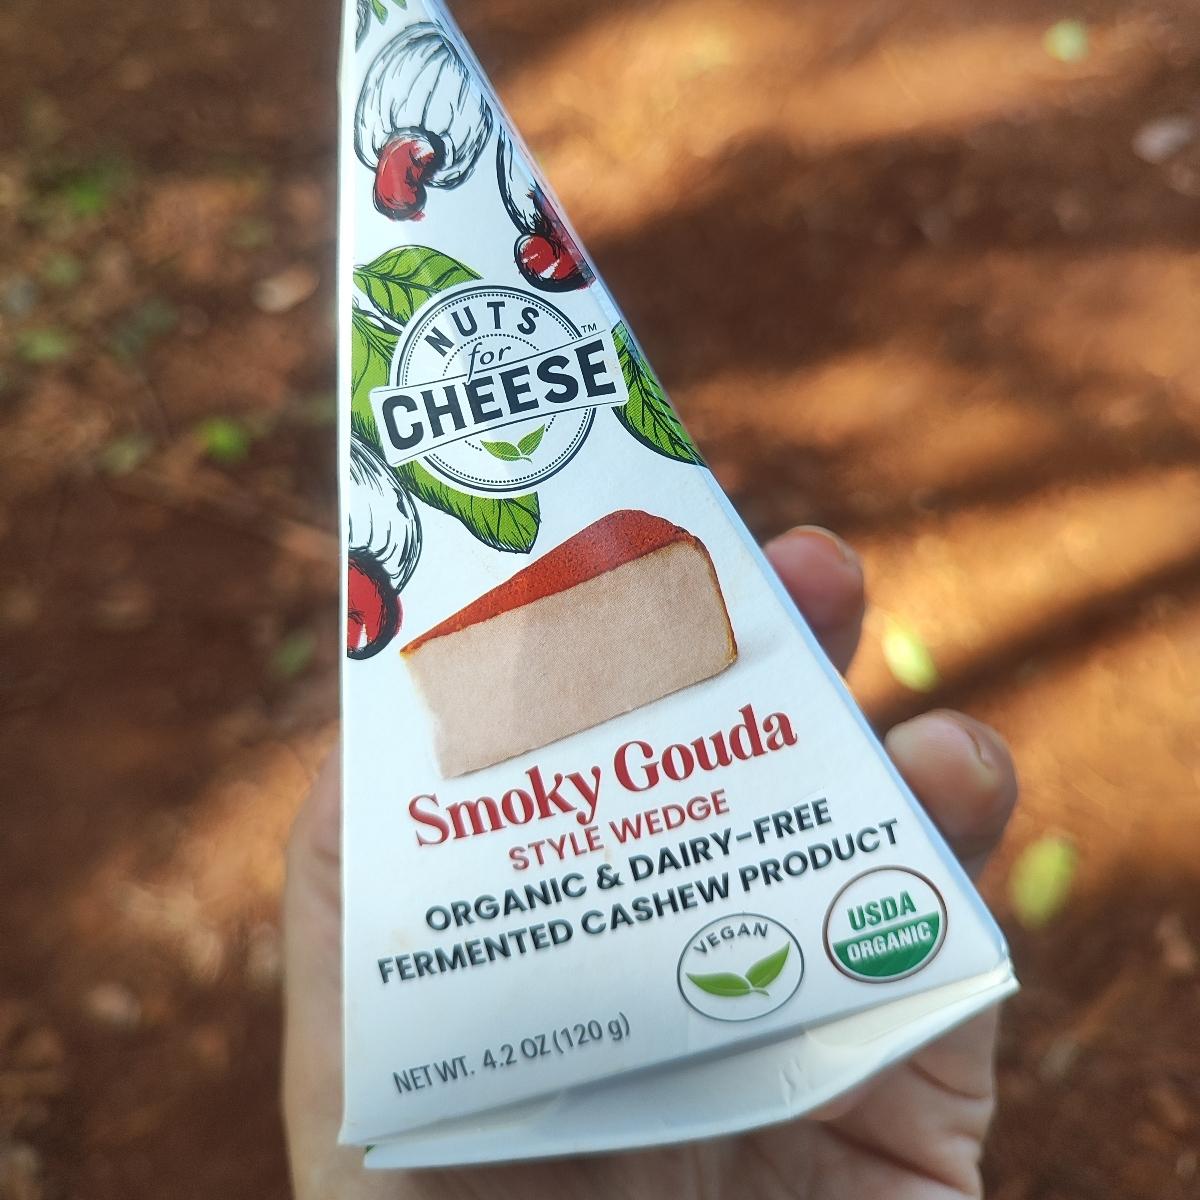 NUTS
for
CHEESE™
Smoky Gouda
STYLE WEDGE
ORGANIC & DAIRY-FREE
FERMENTED CASHEW PRODUCT
VEGAN
USDA
ORGANIC
NET WT. 4.2 OZ (120 g)